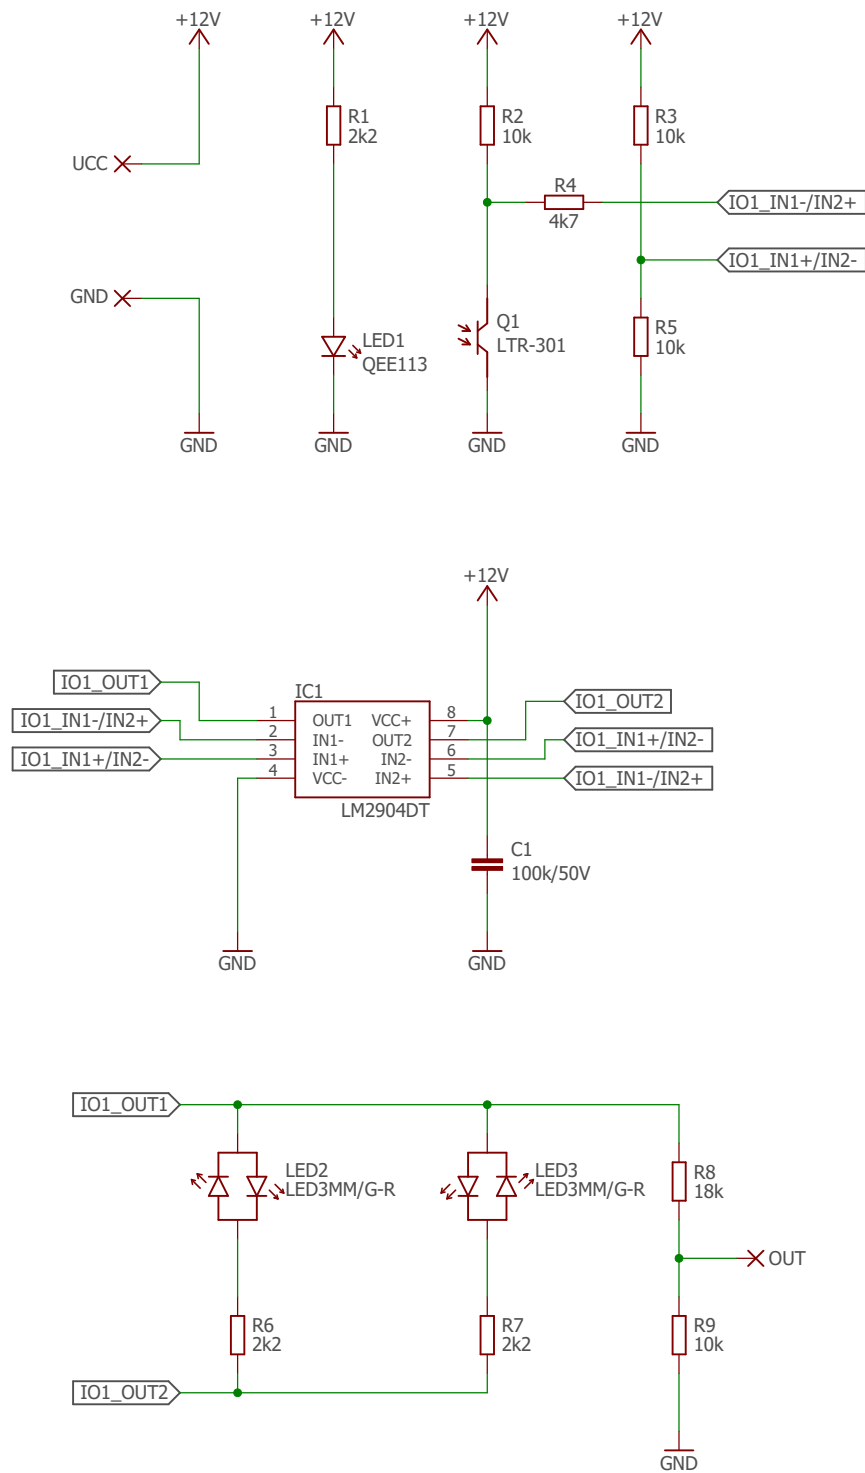 +12V
+12V
+12V
+12V
R1
2k2
R2
10k
R3
10k
UCC
R4
4k7
IO1_IN1-/IN2+
IO1_IN1+/IN2-
GND
Q1
LTR-301
R5
10k
LED1
QEE113
GND
GND
GND
GND
+12V
IO1_OUT1
IC1
IO1_OUT2
IO1_IN1-/IN2+
1
OUT1
VCC+
8
2
IN1-
OUT2
7
IO1_IN1+/IN2-
IO1_IN1+/IN2-
3
IN1+
IN2-
6
4
VCC-
IN2+
5
IO1_IN1-/IN2+
LM2904DT
C1
100k/50V
GND
GND
IO1_OUT1
LED2
LED3MM/G-R
LED3
LED3MM/G-R
R8
18k
OUT
R6
2k2
R7
2k2
R9
10k
IO1_OUT2
GND